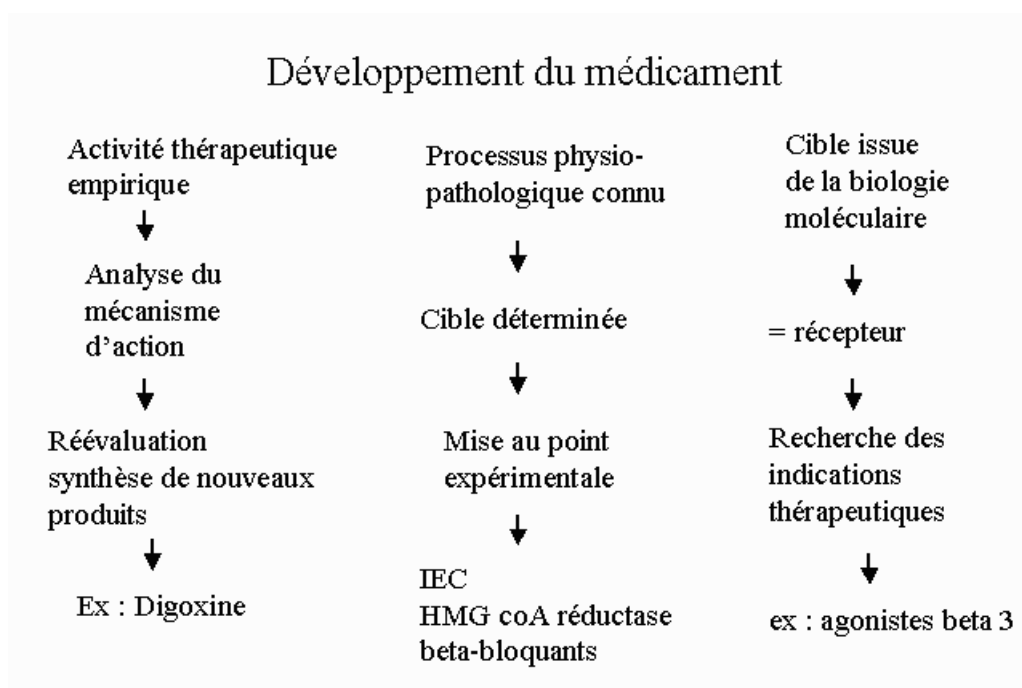 Développement du médicament
Activité thérapeutique
empirique
Analyse du
mécanisme
d’action
Réévaluation
synthèse de nouveaux
produits
Ex : Digoxine
Processus physio-
pathologique connu
Cible déterminée
Mise au point
expérimentale
IEC
HMG coA réductase
beta-bloquants
Cible issue
de la biologie
moléculaire
= récepteur
Recherche des
indications
thérapeutiques
ex : agonistes beta 3